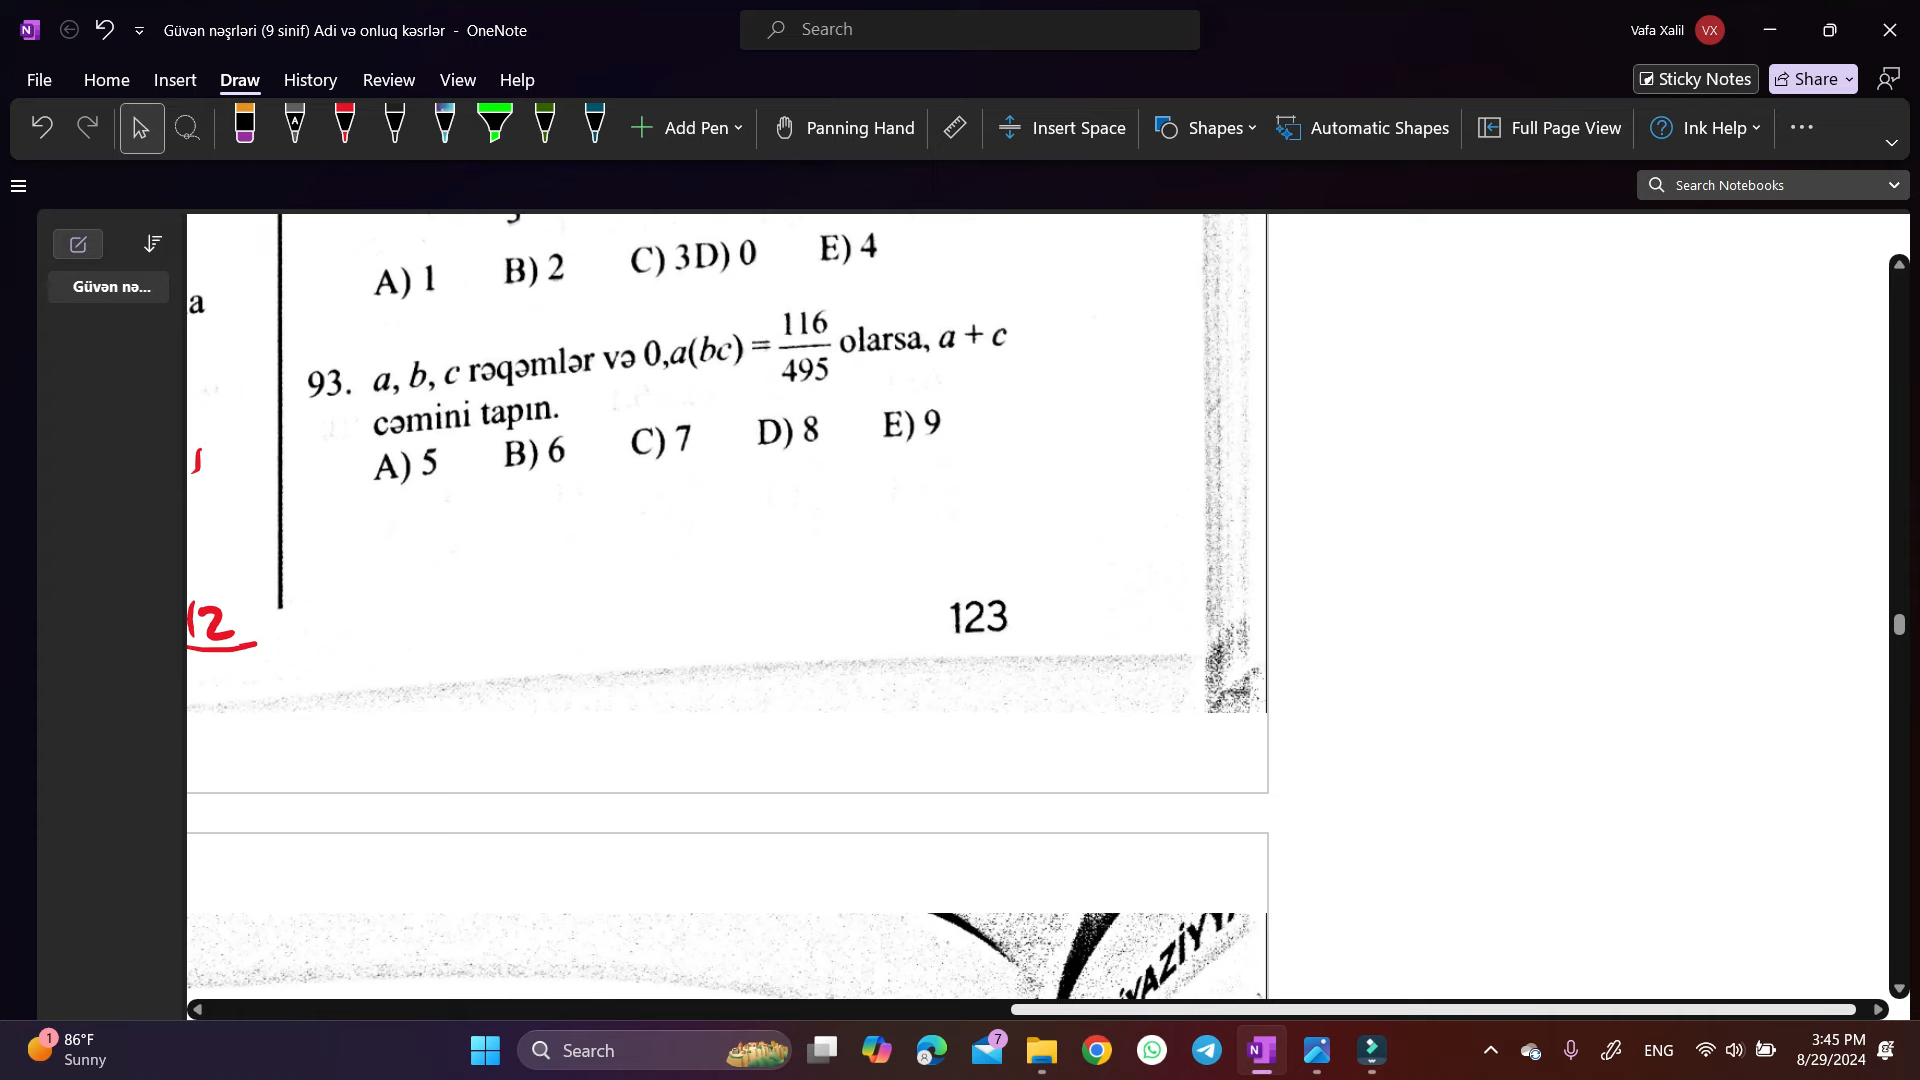 Güvən nəşrləri (9 sinif) Adi və onluq kəsrlər - OneNote
Search
Vafa Xalil
VX
File Home Insert Draw History Review View Help
Sticky Notes
Share
Add Pen
Panning Hand
Insert Space
Shapes
Automatic Shapes
Full Page View
Ink Help
Search Notebooks
Güvən nə...
a
A) 1 B) 2 C) 3 D) 0 E) 4
93. a, b, c rəqəmlər və 0,a(bc) = 116/495 olarsa, a + c
cəmini tapın.
A) 5 B) 6 C) 7 D) 8 E) 9
12
123
86°F
Sunny
1
Search
7
ENG
3:45 PM
8/29/2024